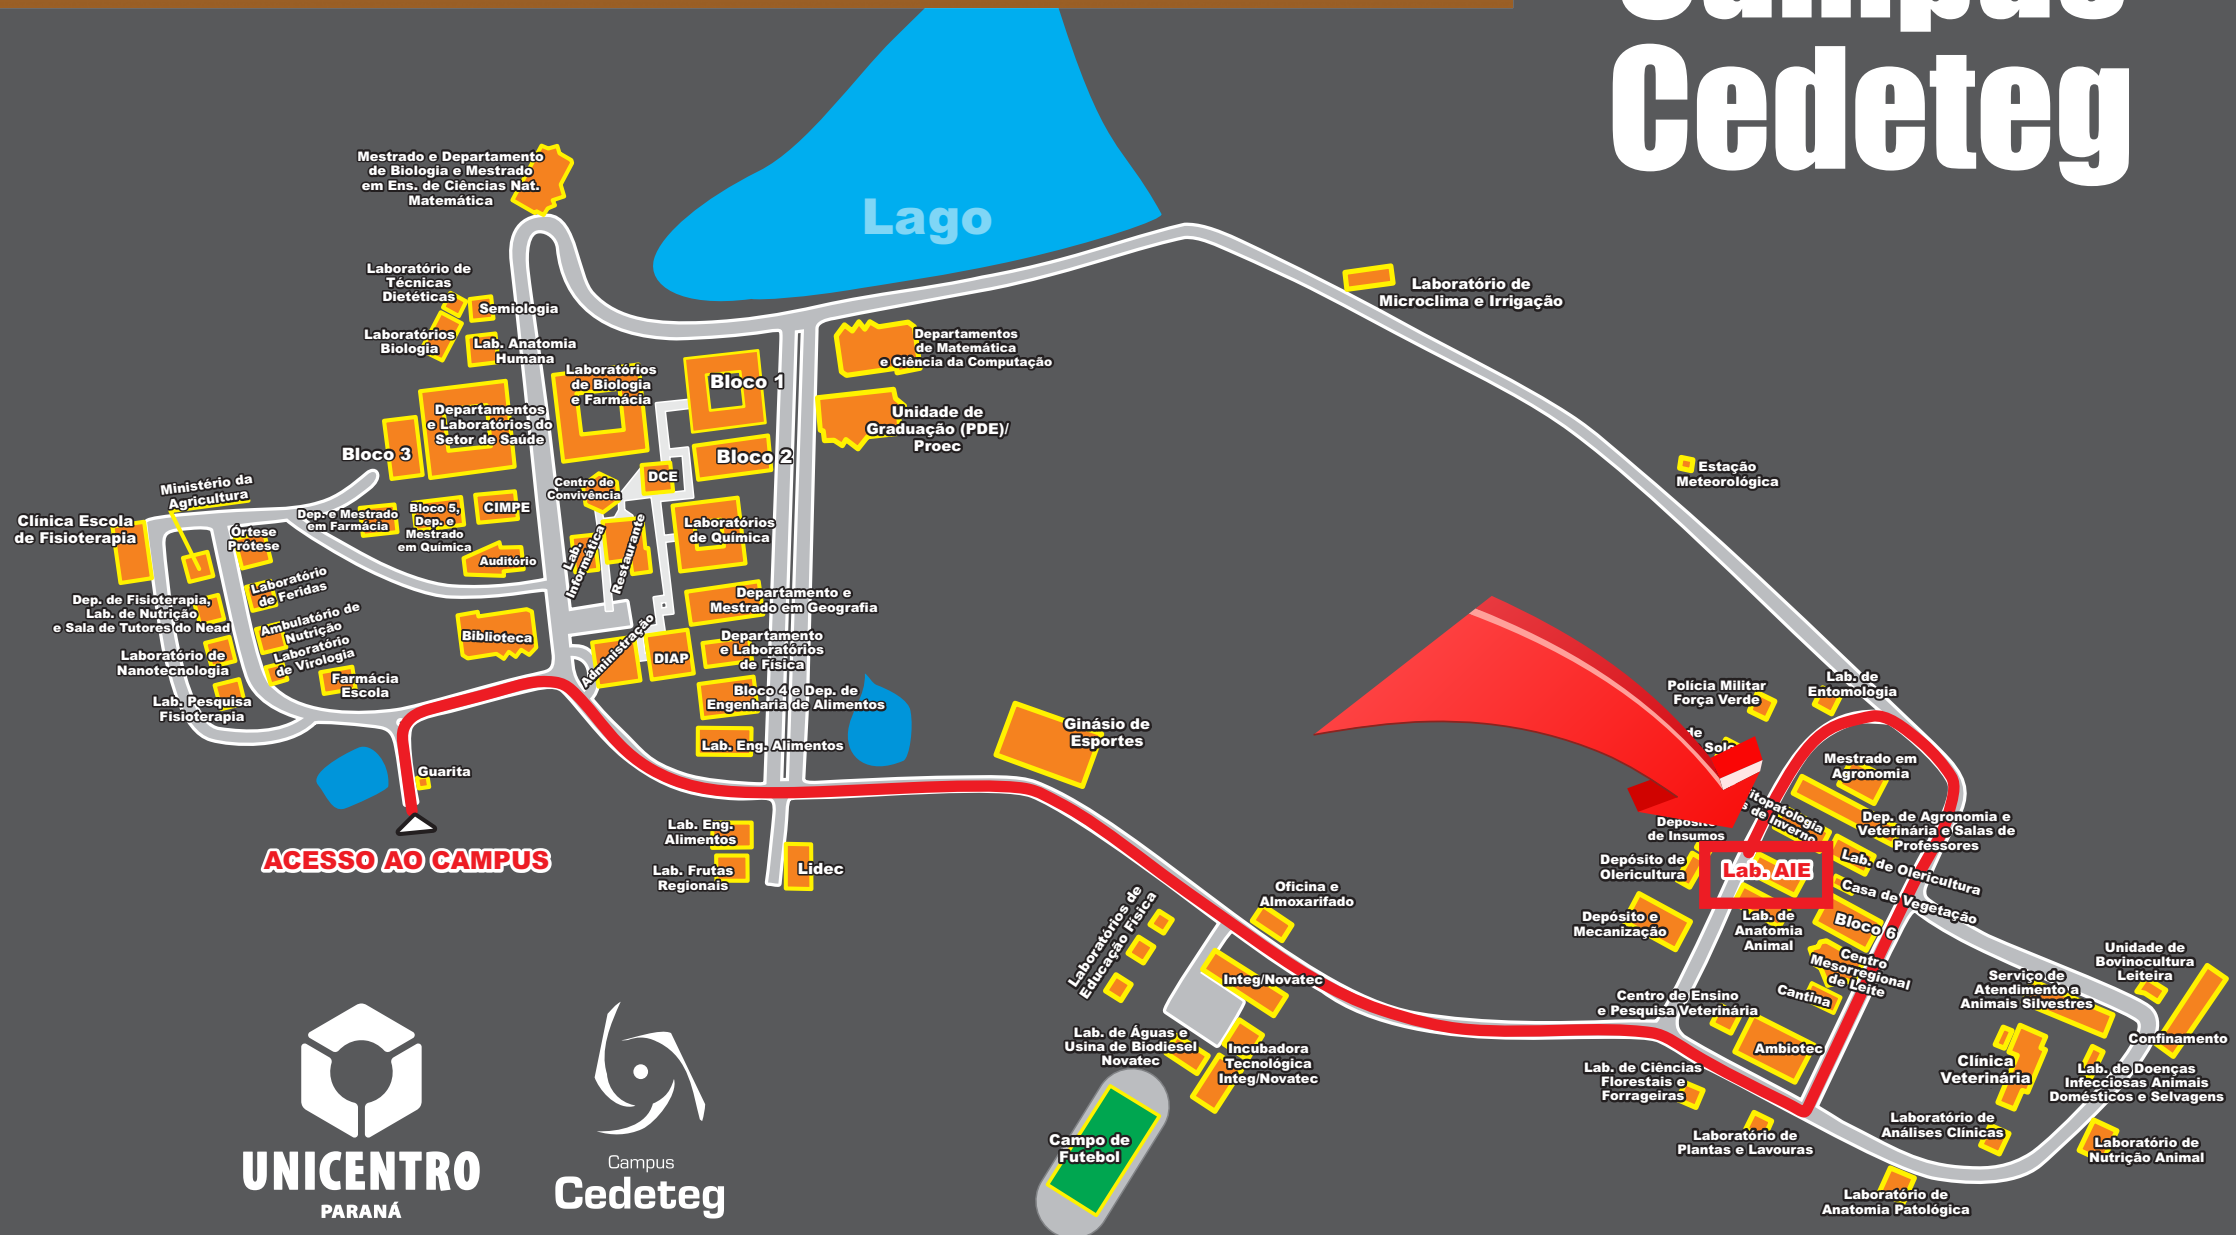 Campus
Cedeteg
Lago
Mestrado e Departamento
de Biologia e Mestrado
em Ens. de Ciências Nat.
Matemática
Laboratório de
Técnicas
Dietéticas
Semiologia
Laboratórios
Biologia
Lab. Anatomia
Humana
Laboratórios
de Biologia
e Farmácia
Bloco 1
Departamentos
de Matemática
e Ciência da Computação
Laboratório de
Microclima e Irrigação
Departamentos
e Laboratórios do
Setor de Saúde
Bloco 3
Bloco 2
Unidade de
Graduação (PDE)/
Proec
Estação
Meteorológica
Ministério da
Agricultura
Clínica Escola
de Fisioterapia
Órtese
Prótese
Dep. e Mestrado
em Farmácia
Bloco 5,
Dep. e
Mestrado
em Química
CIMPE
Auditório
Centro de
Convivência
DCE
Lab.
Informática
Restaurante
Laboratórios
de Química
Laboratório
de Feridas
Dep. de Fisioterapia,
Lab. de Nutrição
e Sala de Tutores do Nead
Ambulatório de
Nutrição
Laboratório
de Virologia
Laboratório de
Nanotecnologia
Lab. Pesquisa
Fisioterapia
Farmácia
Escola
Biblioteca
Administração
DIAP
Departamento e
Mestrado em Geografia
Departamento
e Laboratórios
de Física
Bloco 4 e Dep. de
Engenharia de Alimentos
Lab. Eng. Alimentos
Ginásio de
Esportes
Guarita
ACESSO AO CAMPUS
Lab. Eng.
Alimentos
Lab. Frutas
Regionais
Lidec
Polícia Militar
Força Verde
Lab. de
Entomologia
de
Solo
Mestrado em
Agronomia
itopatologia
s de Inverno
Dep. de Agronomia e
Veterinária e Salas de
Professores
Depósito
de Insumos
Depósito de
Olericultura
Lab. AIE
Lab. de Olericultura
Casa de Vegetação
Depósito e
Mecanização
Lab. de
Anatomia
Animal
Bloco 6
Centro
Mesorregional
de Leite
Cantina
Oficina e
Almoxarifado
Laboratórios de
Educação Física
Integ/Novatec
Centro de Ensino
e Pesquisa Veterinária
Ambiotec
Serviço de
Atendimento a
Animais Silvestres
Unidade de
Bovinocultura
Leiteira
Confinamento
Lab. de Águas e
Usina de Biodiesel
Novatec
Incubadora
Tecnológica
Integ/Novatec
Lab. de Ciências
Florestais e
Forrageiras
Clínica
Veterinária
Lab. de Doenças
Infecciosas Animais
Domésticos e Selvagens
Campo de
Futebol
Laboratório de
Plantas e Lavouras
Laboratório de
Análises Clínicas
Laboratório de
Nutrição Animal
Laboratório de
Anatomia Patológica
UNICENTRO
PARANÁ
Campus
Cedeteg